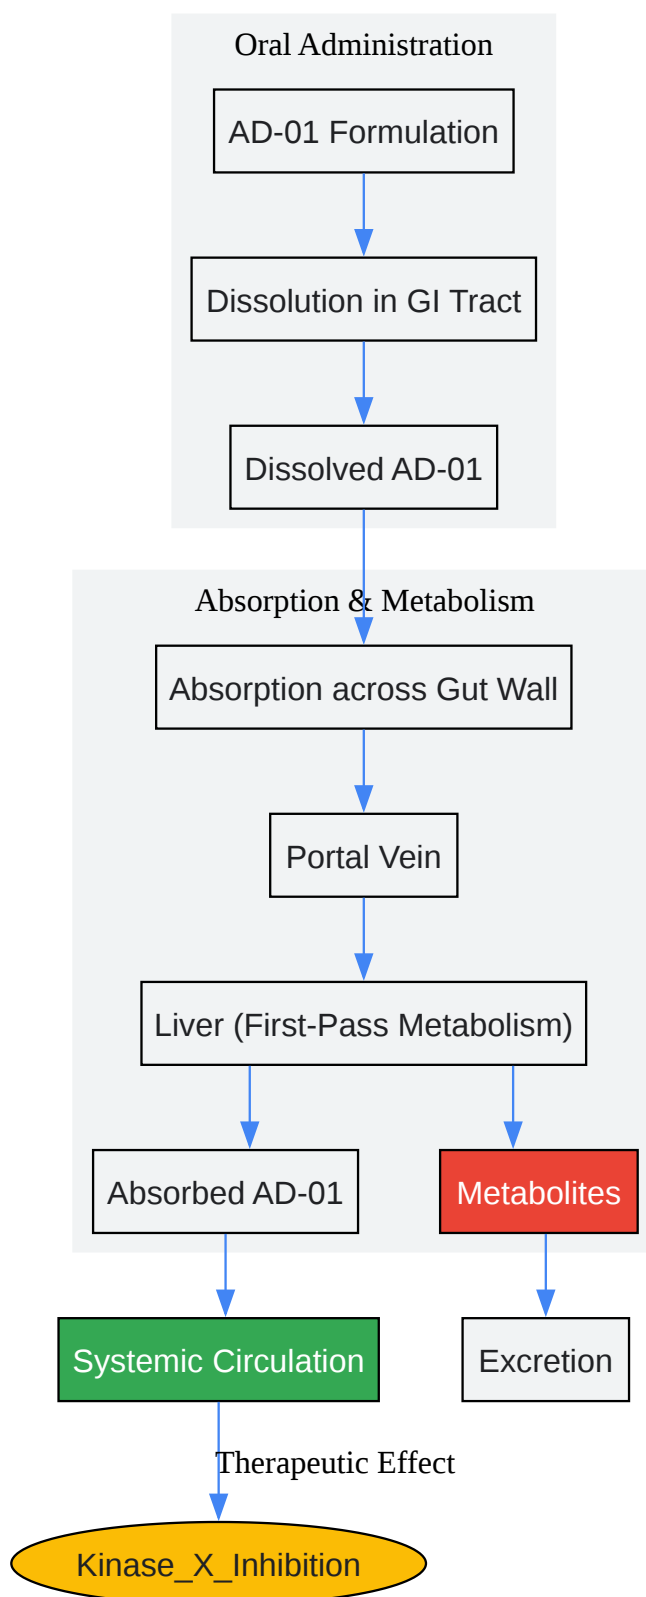 Oral Administration
AD-01 Formulation
Dissolution in GI Tract
Dissolved AD-01
Absorption & Metabolism
Absorption across Gut Wall
Portal Vein
Liver (First-Pass Metabolism)
Absorbed AD-01
Metabolites
Systemic Circulation
Excretion
Therapeutic Effect
Kinase_X_Inhibition